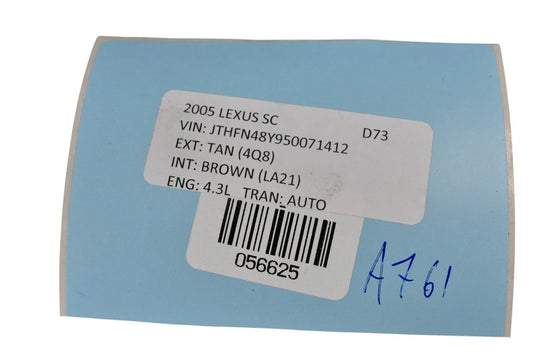 2005 LEXUS SC D73
VIN: JTHFN48Y950071412
EXT: TAN (4Q8)
INT: BROWN (LA21)
ENG: 4.3L TRAN: AUTO
056625
A761